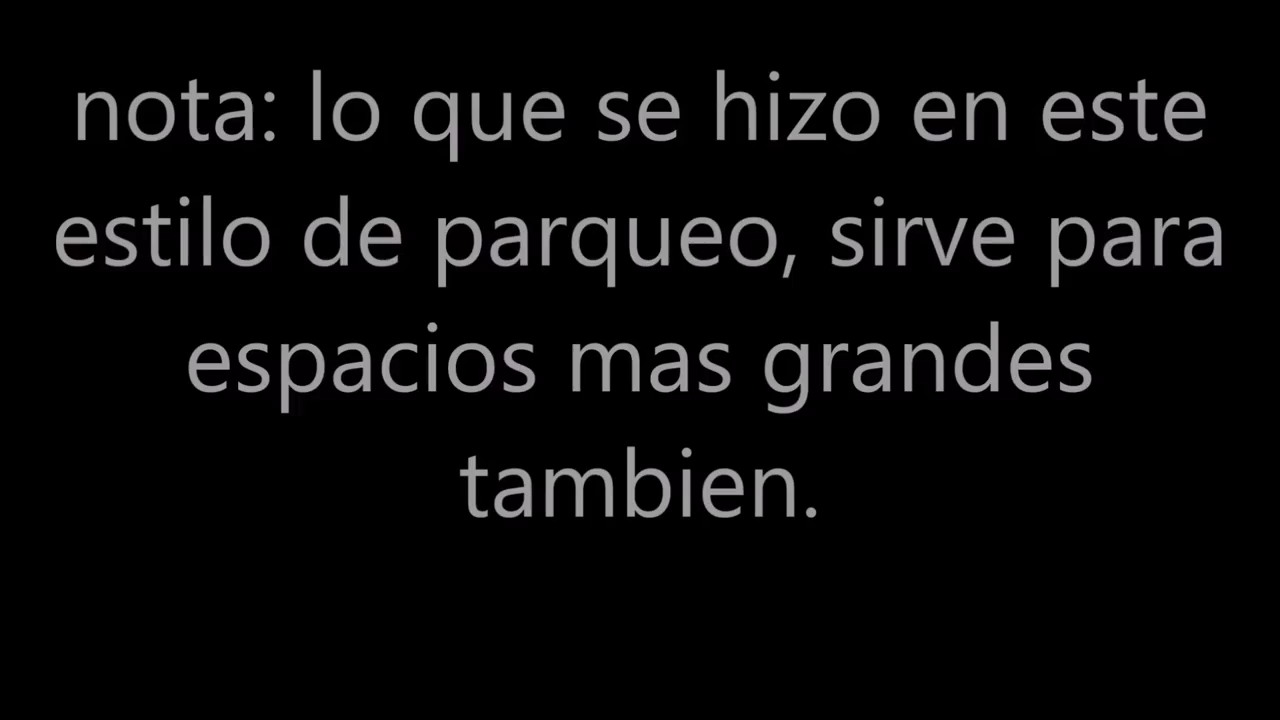 nota: lo que se hizo en este
estilo de parqueo, sirve para
espacios mas grandes
tambien.